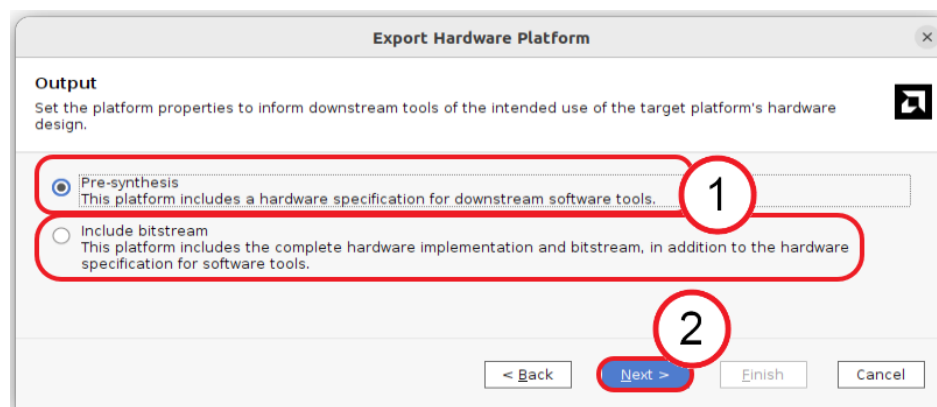 Export Hardware Platform
Output
Set the platform properties to inform downstream tools of the intended use of the target platform's hardware
design.
Pre-synthesis
This platform includes a hardware specification for downstream software tools.
1
Include bitstream
This platform includes the complete hardware implementation and bitstream, in addition to the hardware
specification for software tools.
2
< Back
Next >
Finish
Cancel